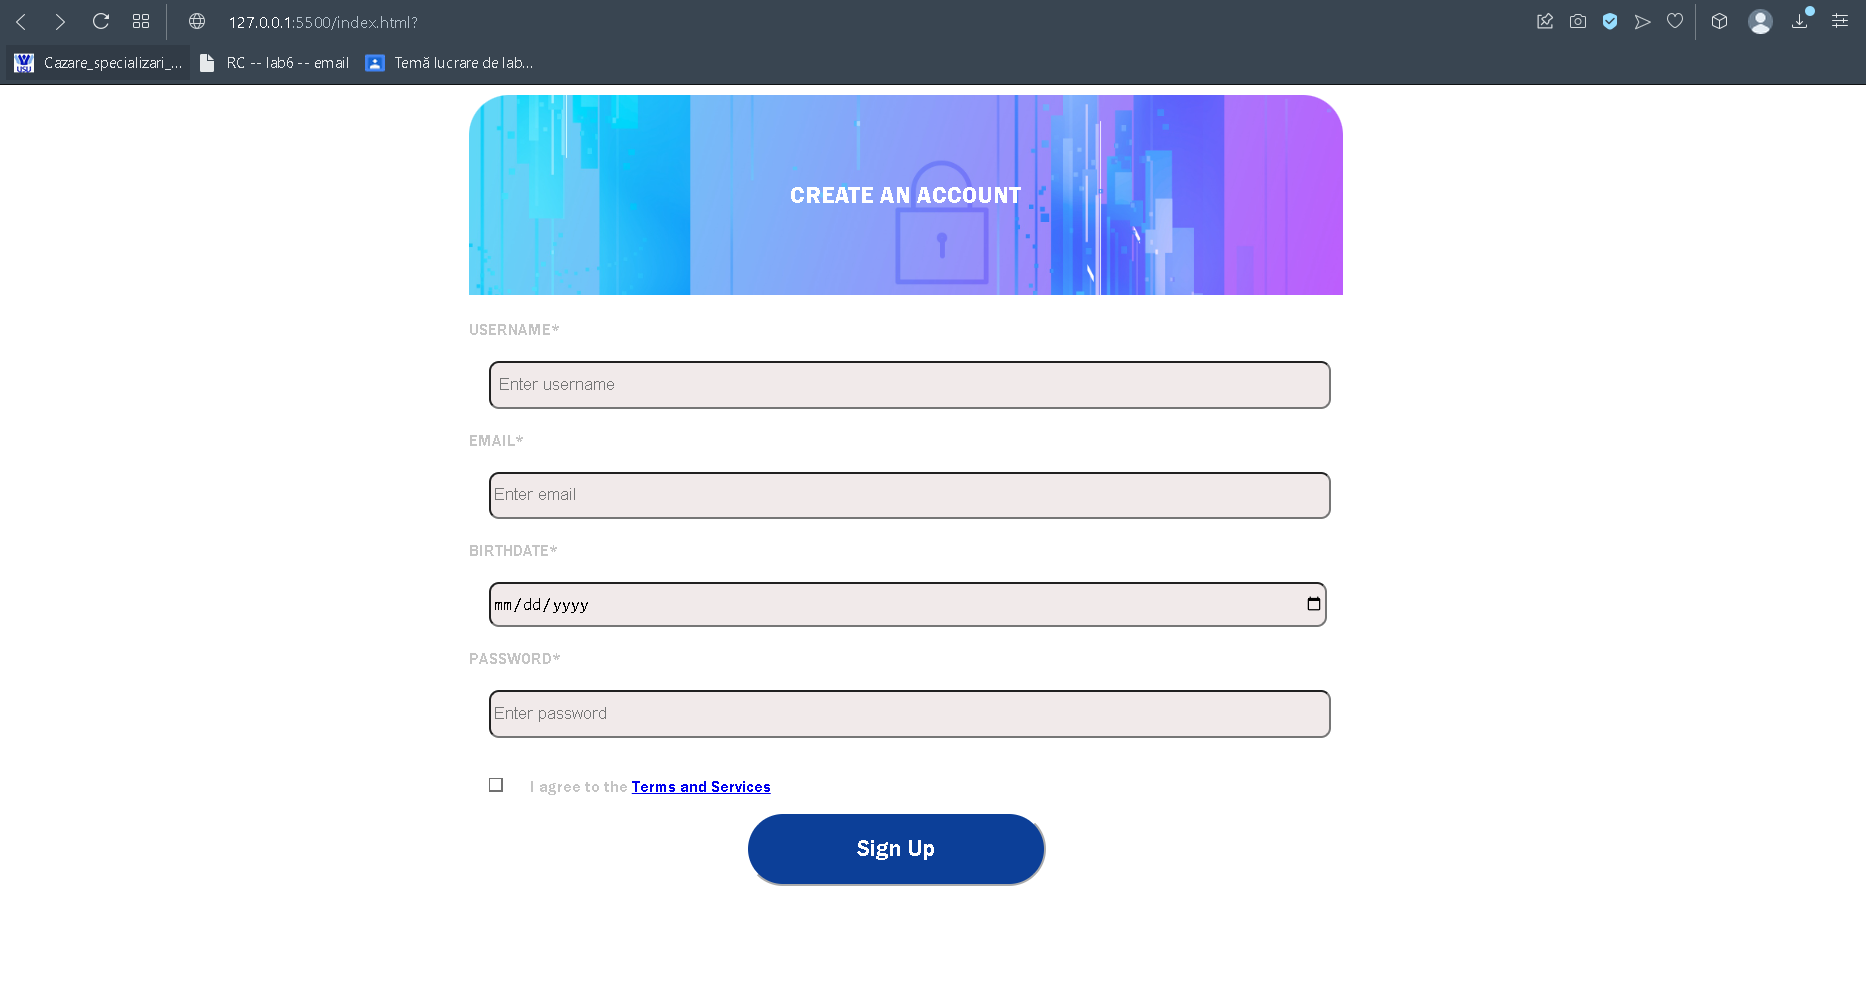 127.0.0.1:5500/index.html?
USU
Cazare_specializari_...
RC -- lab6 -- email
Temă lucrare de lab...
CREATE AN ACCOUNT
USERNAME*
Enter username
EMAIL*
Enter email
BIRTHDATE*
mm/dd/yyyy
PASSWORD*
Enter password
I agree to the Terms and Services
Sign Up